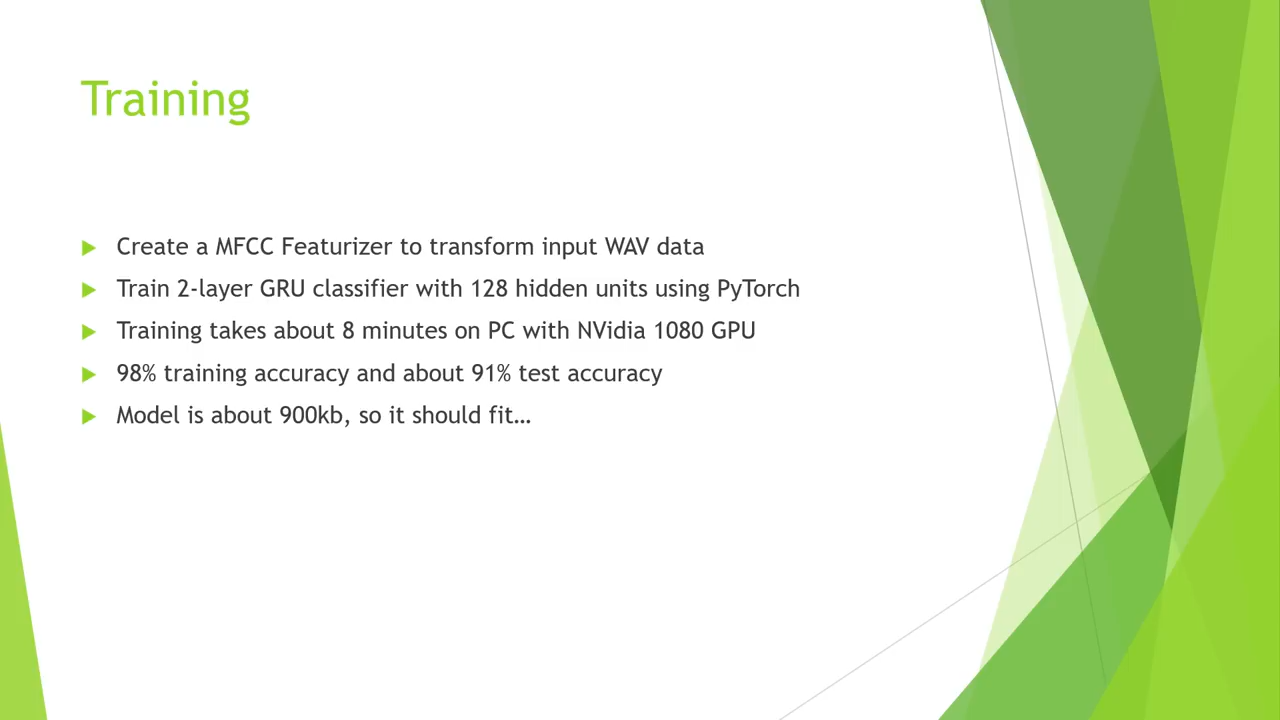 Training
Create a MFCC Featurizer to transform input WAV data
Train 2-layer GRU classifier with 128 hidden units using PyTorch
Training takes about 8 minutes on PC with NVidia 1080 GPU
98% training accuracy and about 91% test accuracy
Model is about 900kb, so it should fit…